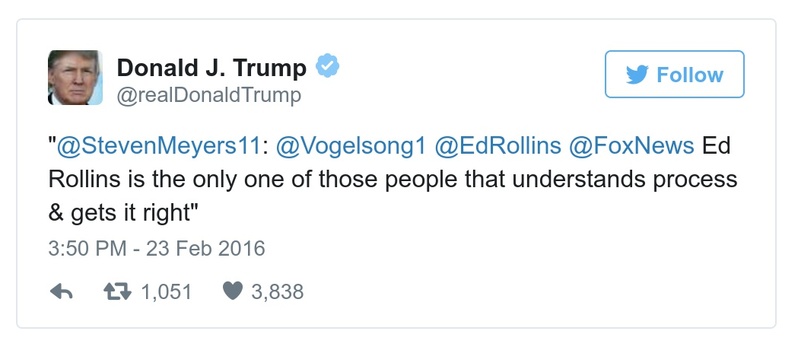 Donald J. Trump
@realDonaldTrump
Follow
"@StevenMeyers11: @Vogelsong1 @EdRollins @FoxNews Ed
Rollins is the only one of those people that understands process
& gets it right"
3:50 PM - 23 Feb 2016
1,051 3,838